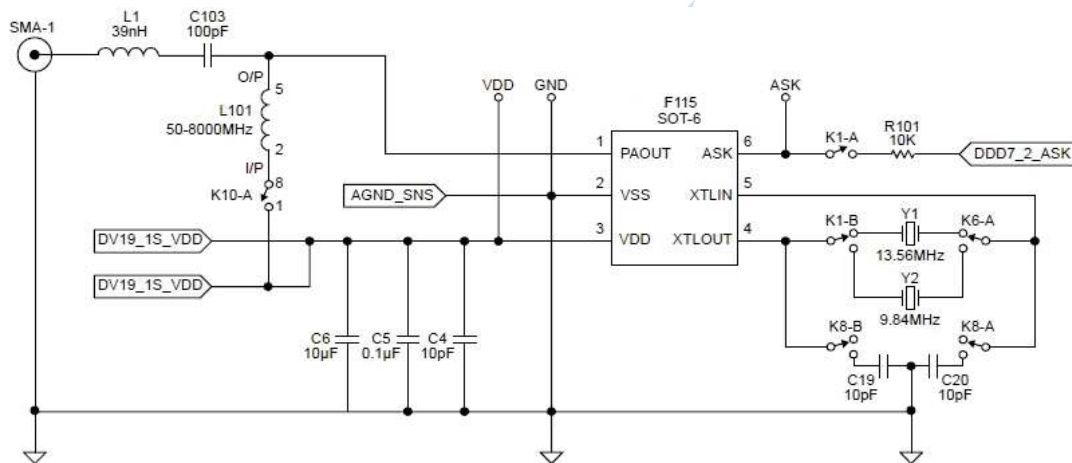 SMA-1
L1
39nH
C103
100pF
O/P
5
L101
50-8000MHz
2
I/P
8
K10-A
1
VDD
GND
ASK
F115
SOT-6
1
PAOUT
ASK
6
K1-A
R101
10K
DDD7_2_ASK
AGND_SNS
2
VSS
XTLIN
5
DV19_1S_VDD
3
VDD
XTLOUT
4
K1-B
Y1
K6-A
13.56MHz
DV19_1S_VDD
Y2
9.84MHz
K8-B
K8-A
C6
10µF
C5
0.1µF
C4
10pF
C19
10pF
C20
10pF